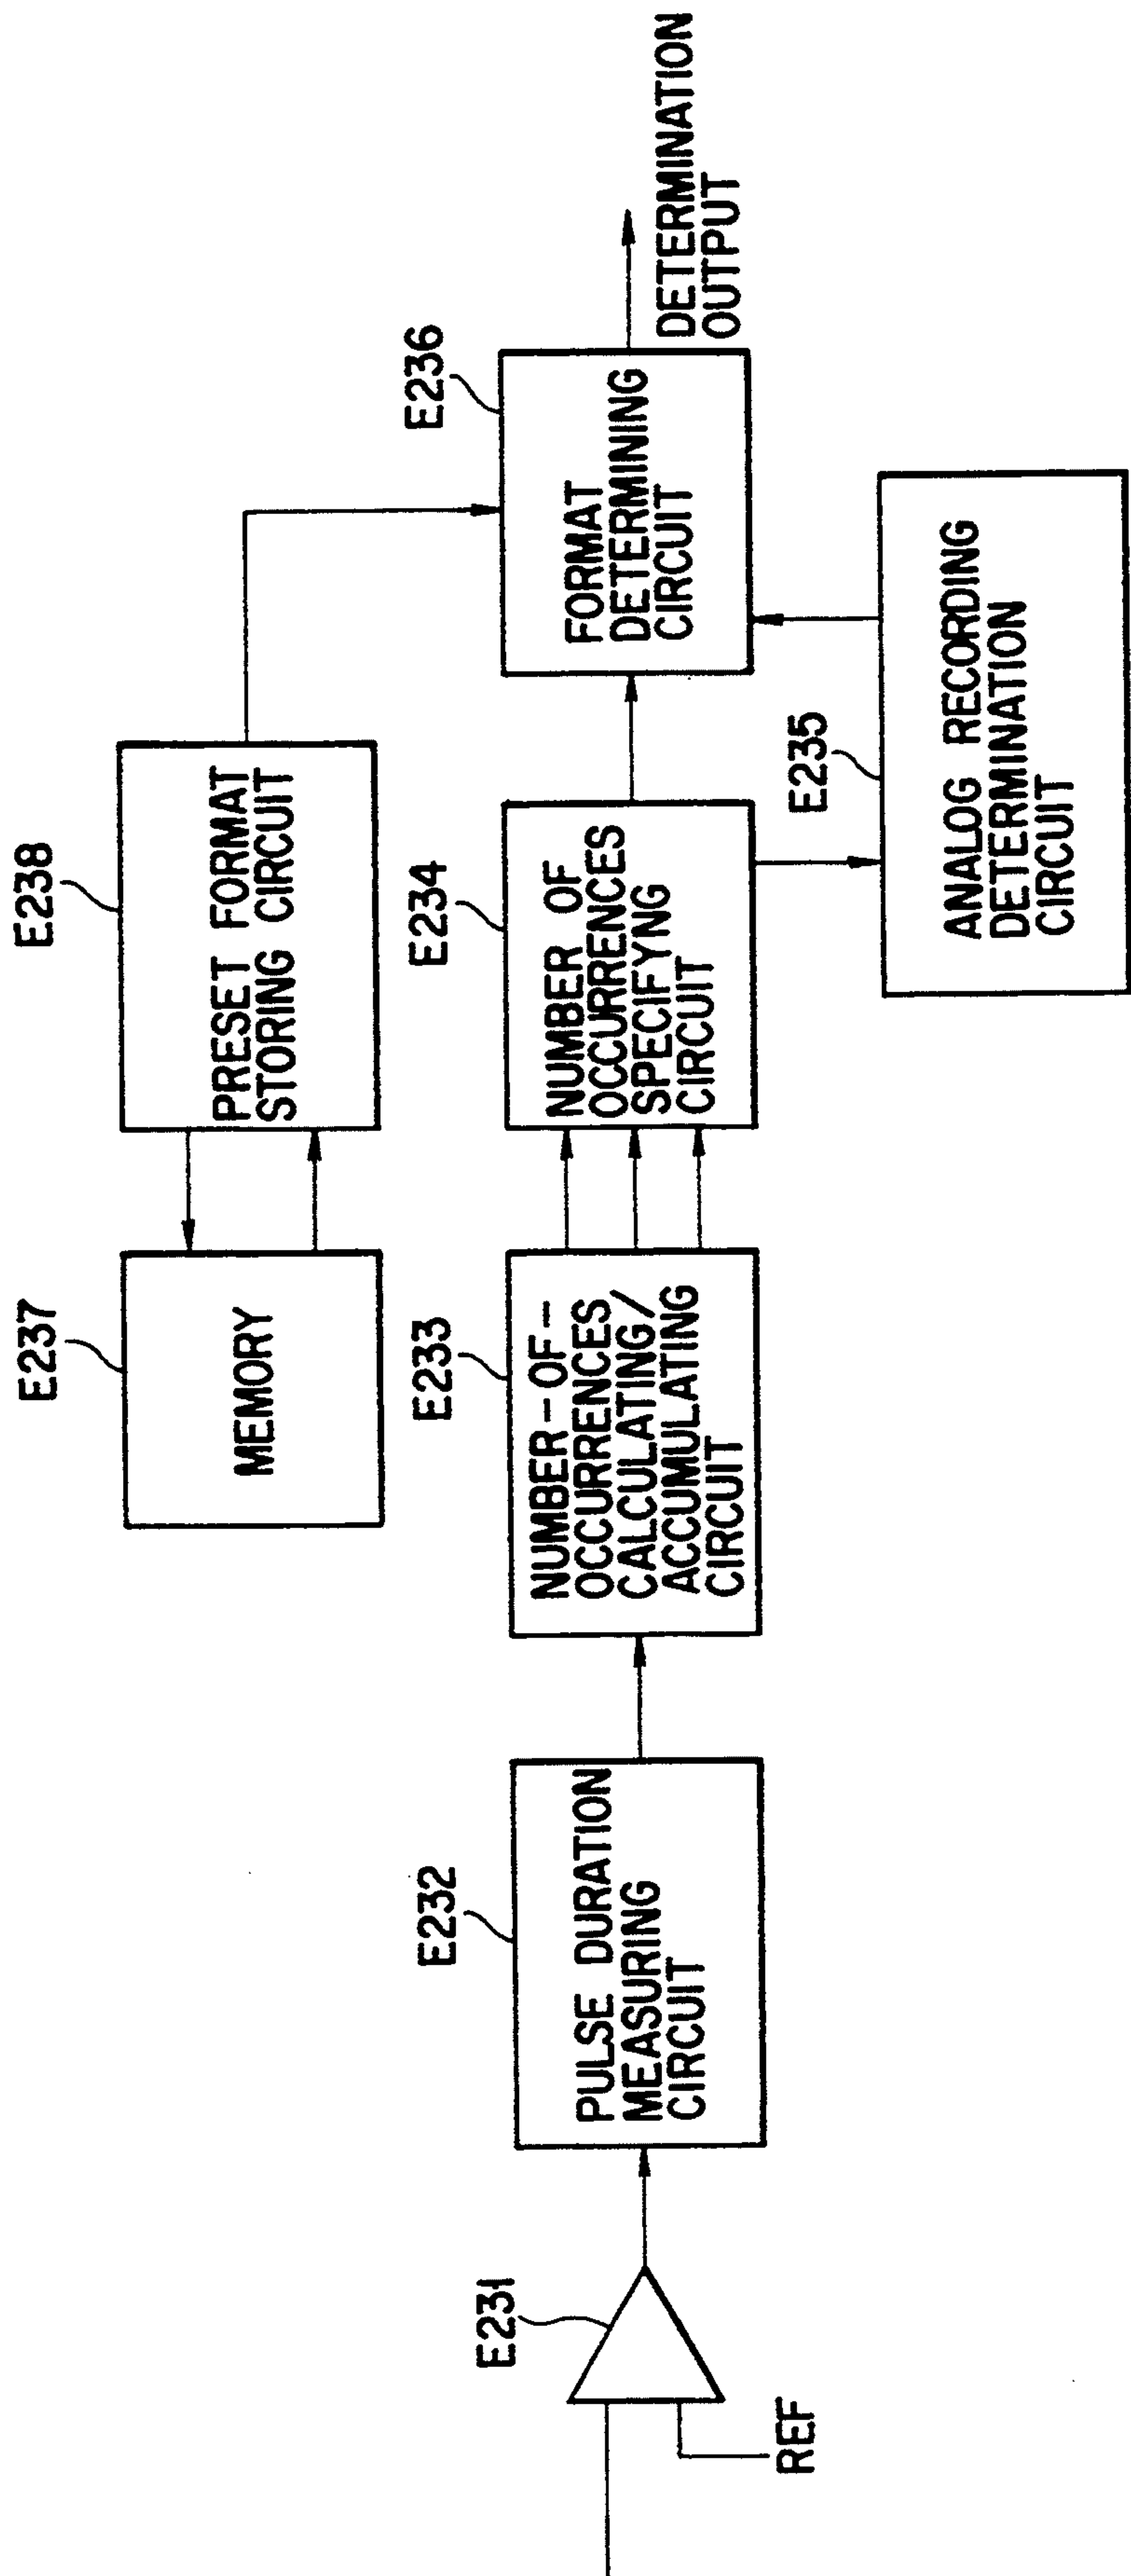 E237
MEMORY
E238
PRESET FORMAT
STORING CIRCUIT
E231
REF
E232
PULSE DURATION
MEASURING
CIRCUIT
E233
NUMBER-OF-
OCCURRENCES
CALCULATING/
ACCUMULATING
CIRCUIT
E234
NUMBER OF
OCCURRENCES
SPECIFYNG
CIRCUIT
E236
FORMAT
DETERMINING
CIRCUIT
DETERMINATION
OUTPUT
E235
ANALOG RECORDING
DETERMINATION
CIRCUIT